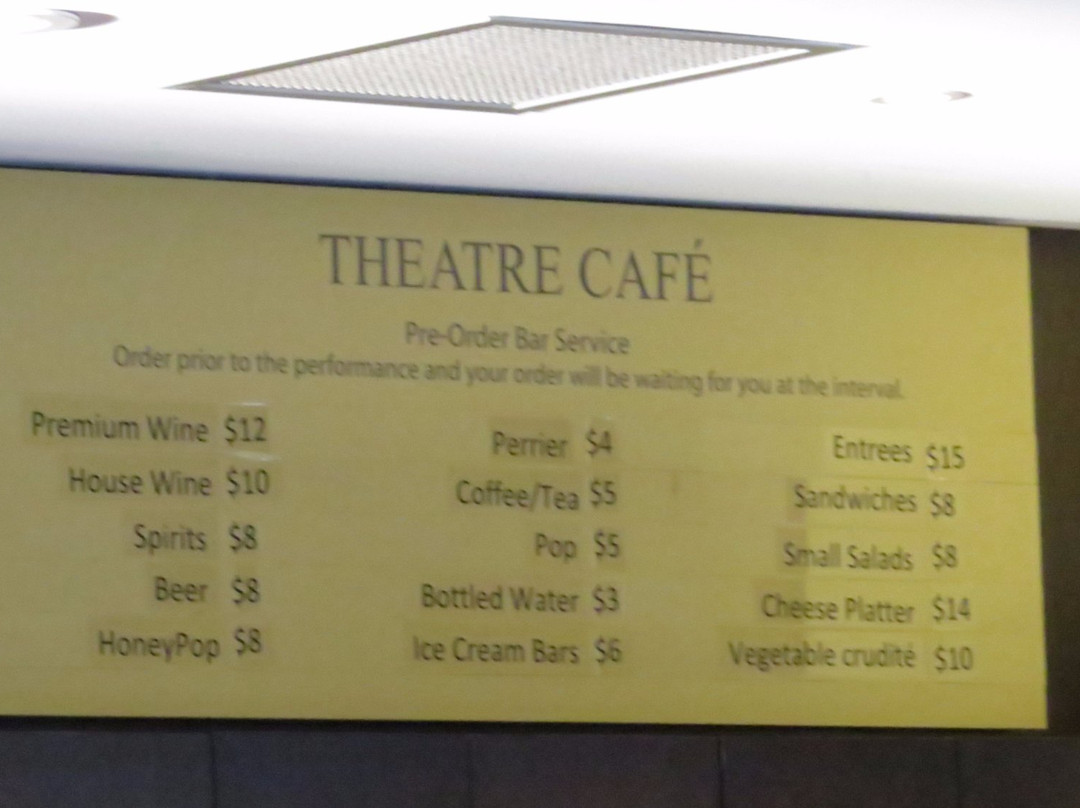 THEATRE CAFÉ
Pre-Order Bar Service
Order prior to the performance and your order will be waiting for you at the interval.
Premium Wine $12
House Wine $10
Spirits $8
Beer $8
HoneyPop $8
Perrier $4
Coffee/Tea $5
Pop $5
Bottled Water $3
Ice Cream Bars $6
Entrees $15
Sandwiches $8
Small Salads $8
Cheese Platter $14
Vegetable crudité $10